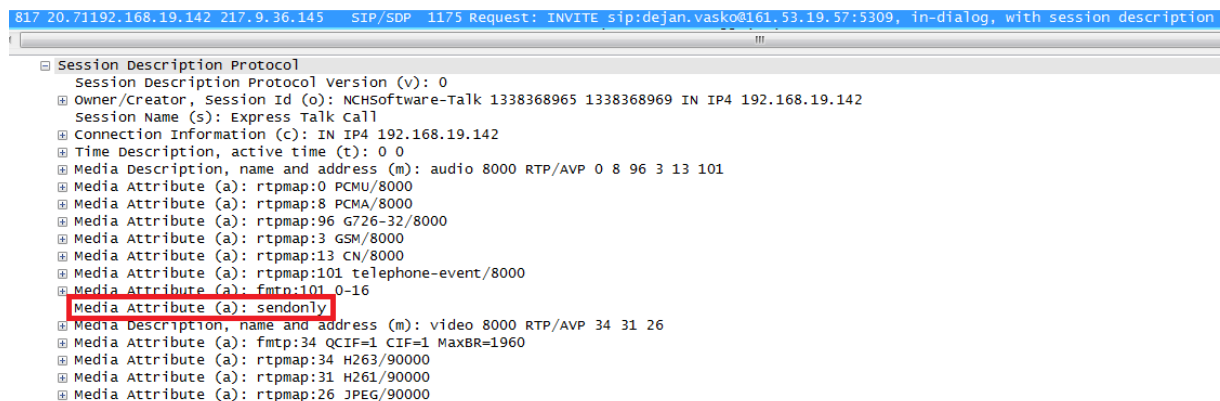 817 20.71192.168.19.142 217.9.36.145 SIP/SDP 1175 Request: INVITE sip:dejan.vasko@161.53.19.57:5309, in-dialog, with session description
Session Description Protocol
Session Description Protocol Version (v): 0
Owner/Creator, Session Id (o): NCHSoftware-Talk 1338368965 1338368969 IN IP4 192.168.19.142
Session Name (s): Express Talk Call
Connection Information (c): IN IP4 192.168.19.142
Time Description, active time (t): 0 0
Media Description, name and address (m): audio 8000 RTP/AVP 0 8 96 3 13 101
Media Attribute (a): rtpmap:0 PCMU/8000
Media Attribute (a): rtpmap:8 PCMA/8000
Media Attribute (a): rtpmap:96 G726-32/8000
Media Attribute (a): rtpmap:3 GSM/8000
Media Attribute (a): rtpmap:13 CN/8000
Media Attribute (a): rtpmap:101 telephone-event/8000
Media Attribute (a): fmtp:101 0-16
Media Attribute (a): sendonly
Media Description, name and address (m): video 8000 RTP/AVP 34 31 26
Media Attribute (a): fmtp:34 QCIF=1 CIF=1 MaxBR=1960
Media Attribute (a): rtpmap:34 H263/90000
Media Attribute (a): rtpmap:31 H261/90000
Media Attribute (a): rtpmap:26 JPEG/90000